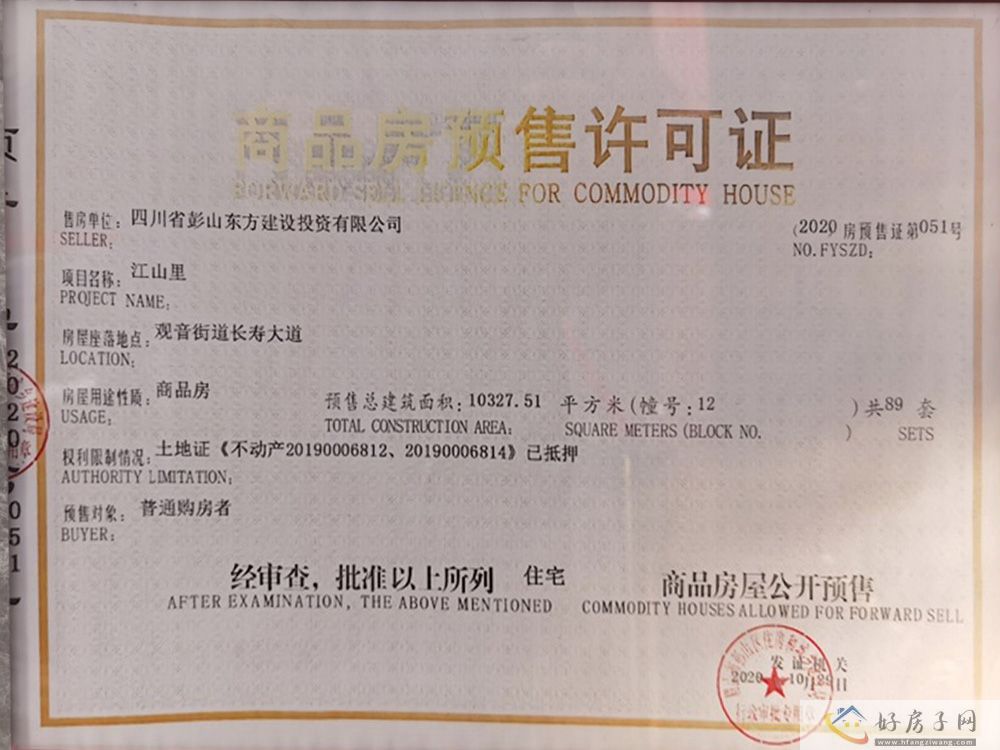 商品房预售许可证
FORWARD SELL LICENCE FOR COMMODITY HOUSE
售房单位：四川省彭山东方建设投资有限公司
SELLER:
(2020房预售证第051号
NO.FYSZD:
项目名称：江山里
PROJECT NAME:
房屋座落地点：观音街道长寿大道
LOCATION:
房屋用途性质：商品房 预售总建筑面积：10327.51 平方米(幢号：12 )共89套
USAGE: TOTAL CONSTRUCTION AREA: SQUARE METERS (BLOCK NO. ) SETS
权利限制情况：土地证《不动产20190006812、20190006814》已抵押
AUTHORITY LIMITATION:
预售对象：普通购房者
BUYER:
经审查，批准以上所列 住宅 商品房屋公开预售
AFTER EXAMINATION, THE ABOVE MENTIONED COMMODITY HOUSES ALLOWED FOR FORWARD SELL
发证机关
2020 10月29日
行政审批专用章
好房子网
www.hfangziwang.com